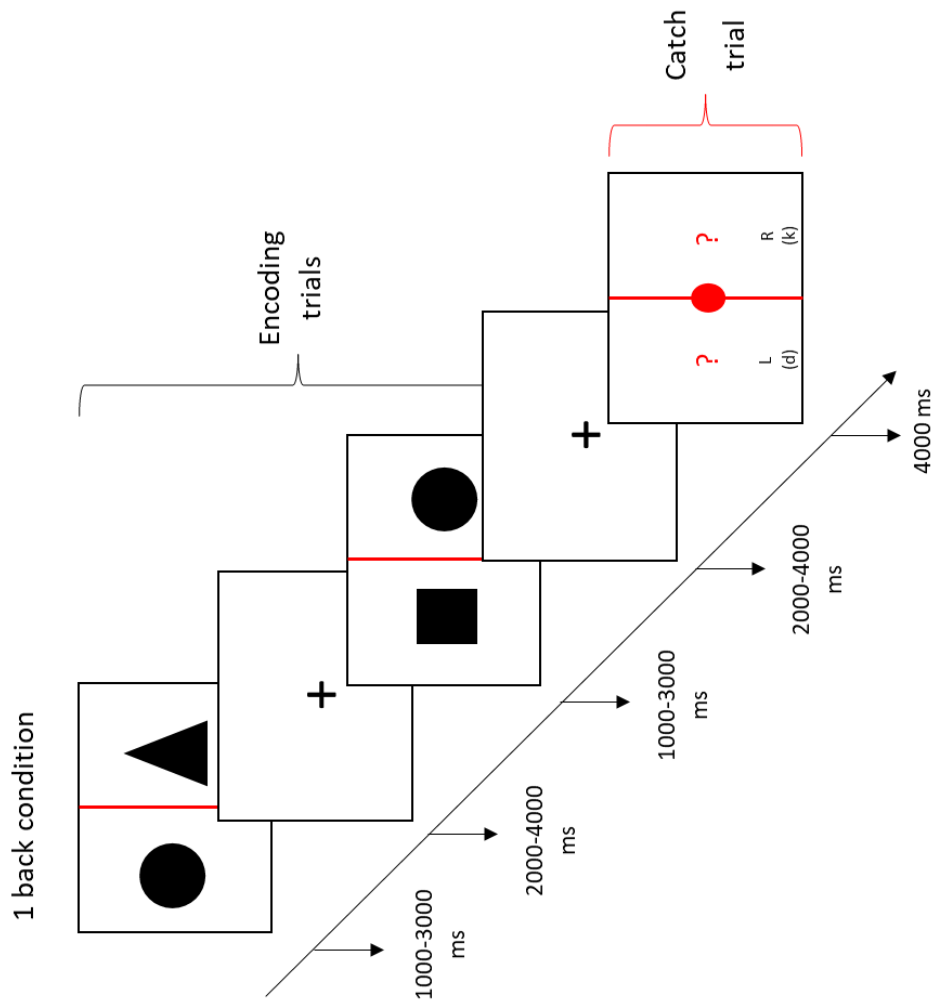 1 back condition
Encoding
trials
Catch
trial
+
+
?
?
L
(d)
R
(k)
1000-3000
ms
2000-4000
ms
1000-3000
ms
2000-4000
ms
4000 ms